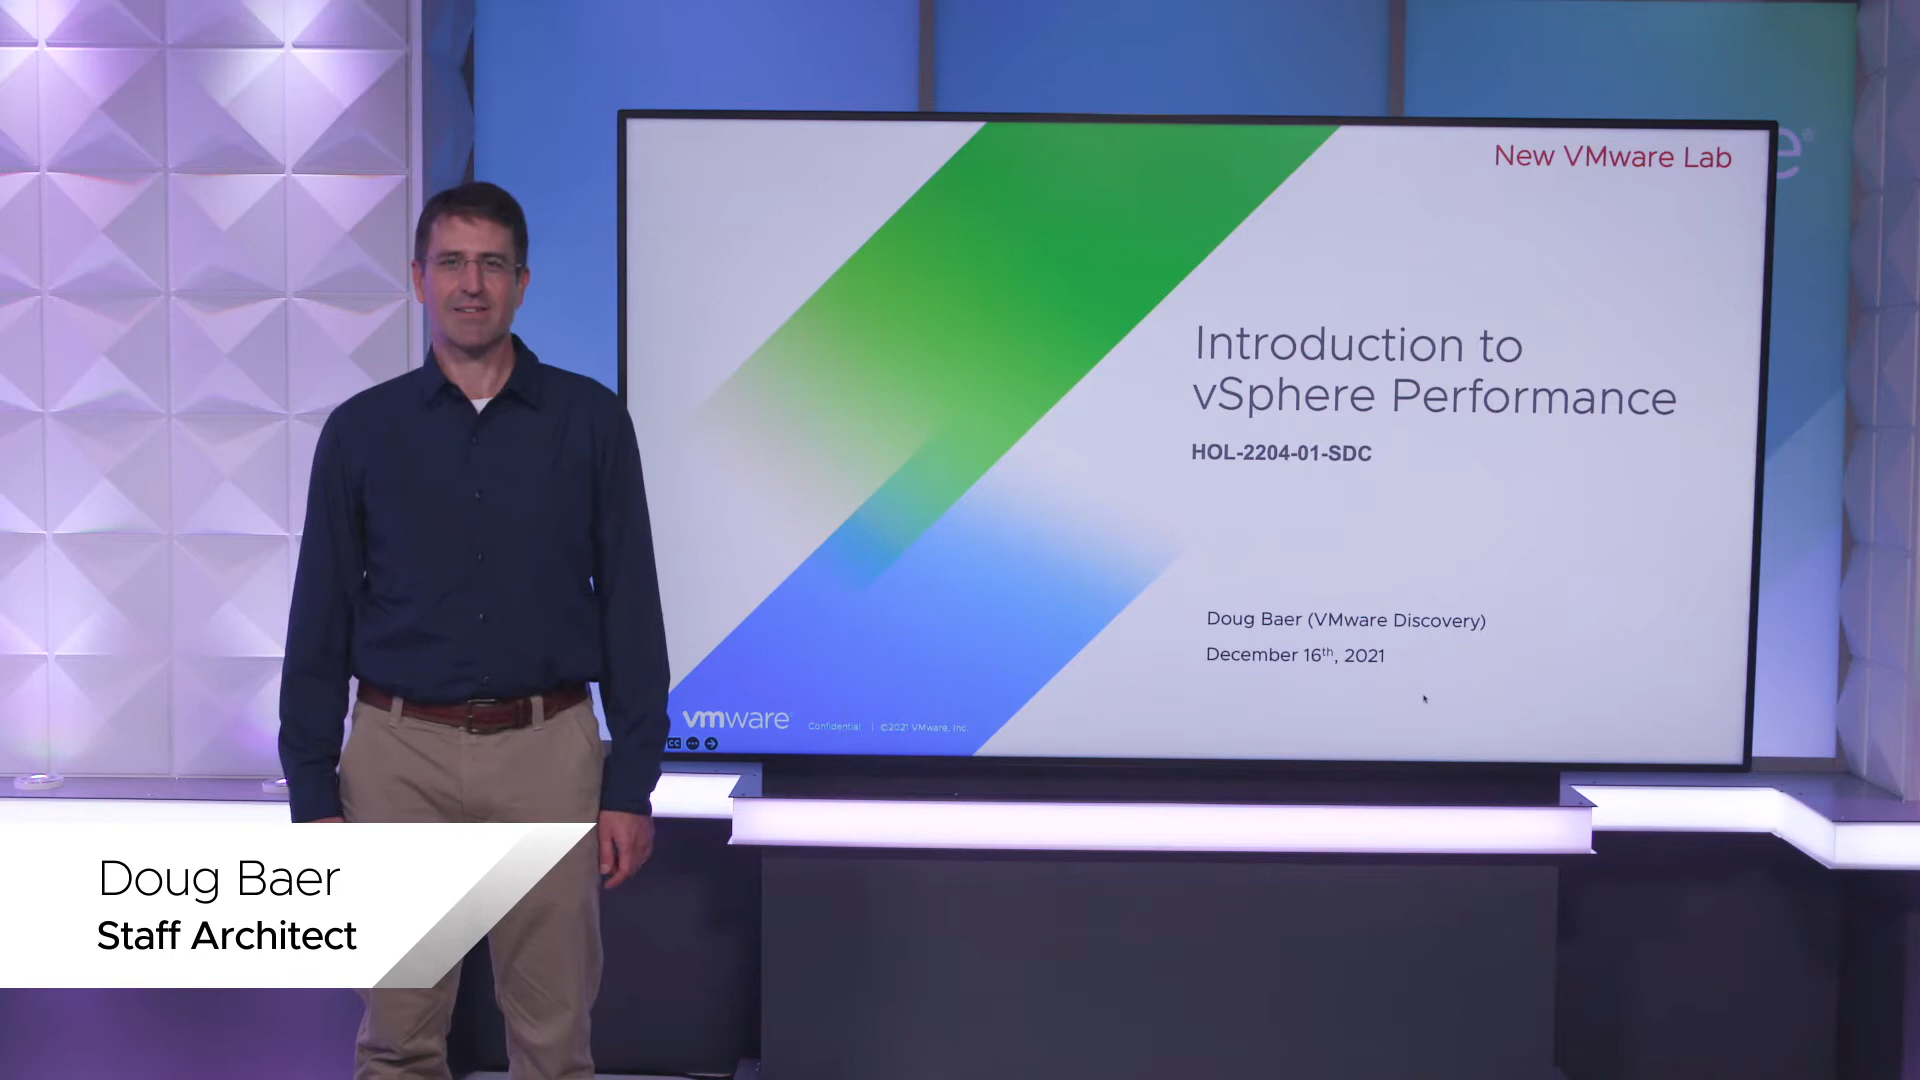 New VMware Lab
Introduction to
vSphere Performance
HOL-2204-01-SDC
Doug Baer (VMware Discovery)
December 16th, 2021
vmware
Confidential | ©2021 VMware, Inc.
CC
Doug Baer
Staff Architect